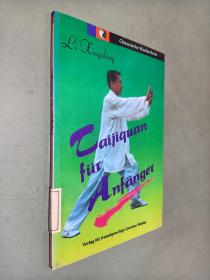 Chinesische Kampfkunst
Li Xingdong
Taijiquan
für
Anfänger
Verlag für fremdsprachige Literatur Beijing